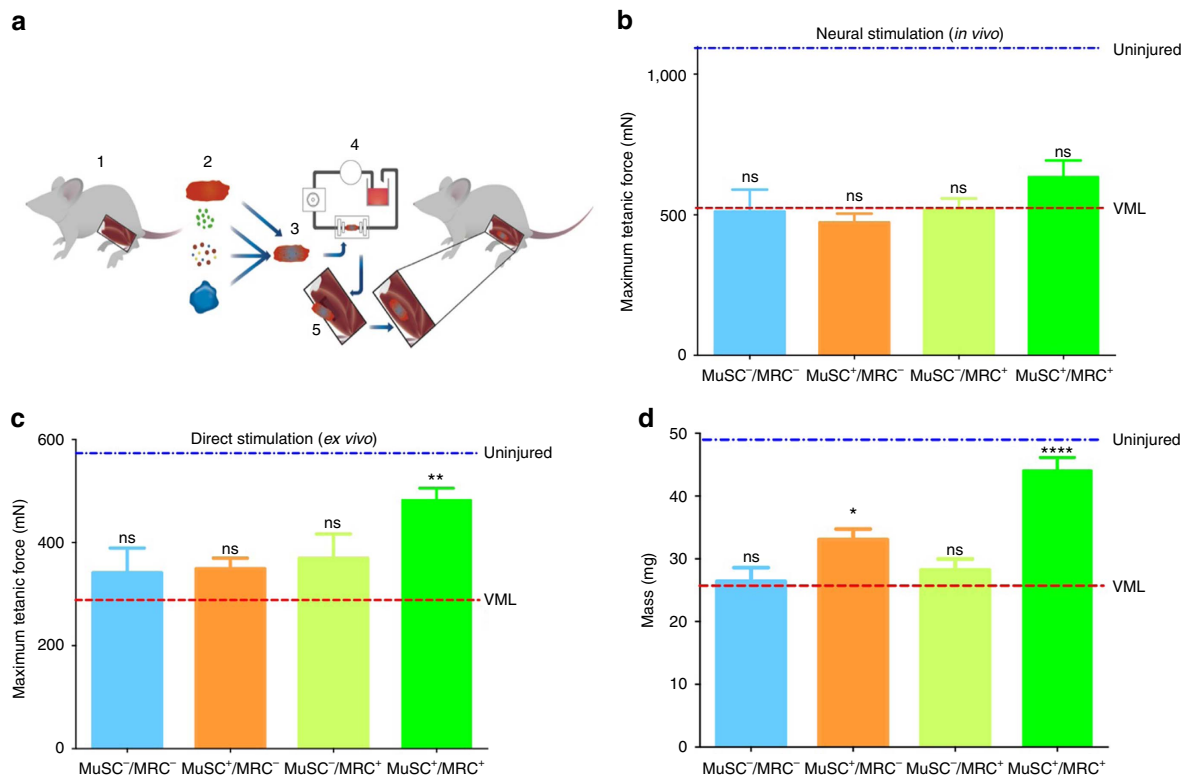 a
1
2
3
4
5
b
Neural stimulation (in vivo)
Uninjured
1,000
500
0
Maximum tetanic force (mN)
ns
ns
ns
ns
VML
MuSC⁻/MRC⁻
MuSC⁺/MRC⁻
MuSC⁻/MRC⁺
MuSC⁺/MRC⁺
c
Direct stimulation (ex vivo)
Uninjured
600
400
200
0
Maximum tetanic force (mN)
ns
ns
ns
**
VML
MuSC⁻/MRC⁻
MuSC⁺/MRC⁻
MuSC⁻/MRC⁺
MuSC⁺/MRC⁺
d
Uninjured
50
40
30
20
10
0
Mass (mg)
ns
*
ns
****
VML
MuSC⁻/MRC⁻
MuSC⁺/MRC⁻
MuSC⁻/MRC⁺
MuSC⁺/MRC⁺